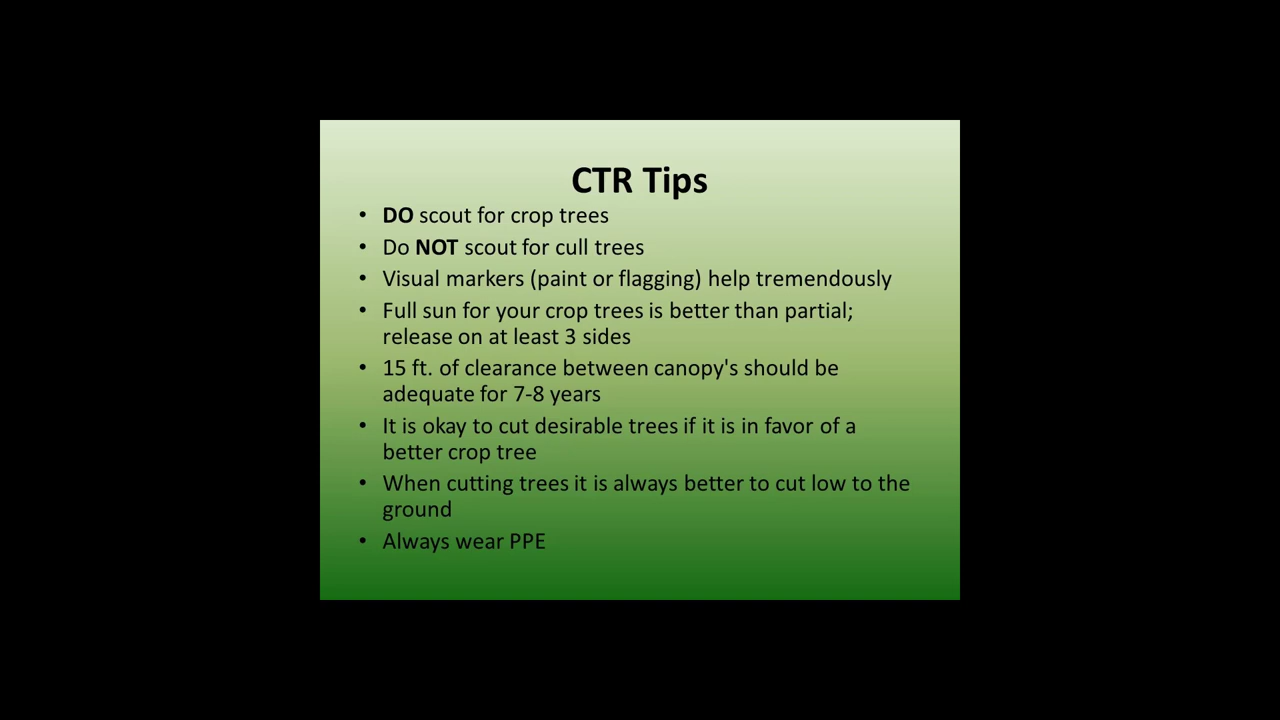 CTR Tips
• DO scout for crop trees
• Do NOT scout for cull trees
• Visual markers (paint or flagging) help tremendously
• Full sun for your crop trees is better than partial;
release on at least 3 sides
• 15 ft. of clearance between canopy's should be
adequate for 7-8 years
• It is okay to cut desirable trees if it is in favor of a
better crop tree
• When cutting trees it is always better to cut low to the
ground
• Always wear PPE